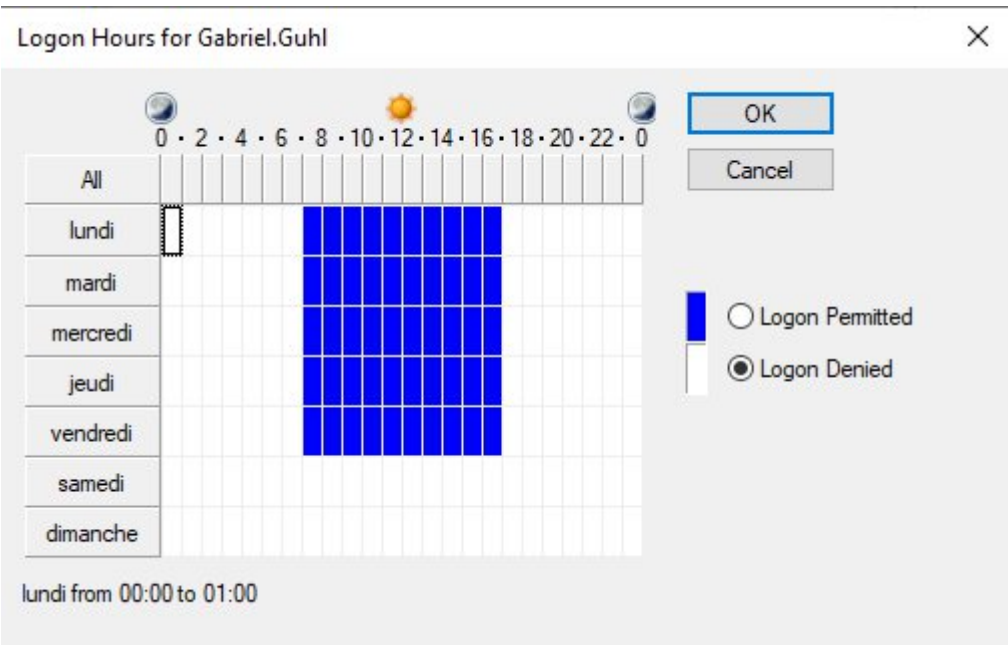 Logon Hours for Gabriel.Guhl
0 · 2 · 4 · 6 · 8 · 10 · 12 · 14 · 16 · 18 · 20 · 22 · 0
OK
All
Cancel
lundi
mardi
mercredi
Logon Permitted
jeudi
Logon Denied
vendredi
samedi
dimanche
lundi from 00:00 to 01:00